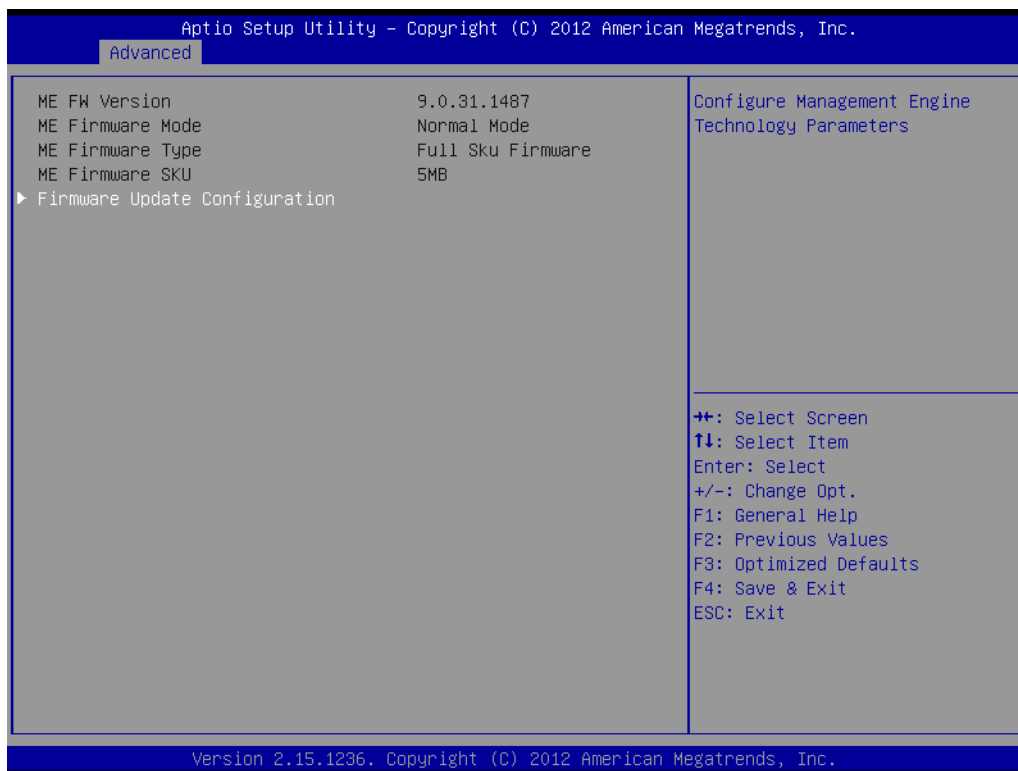 Aptio Setup Utility – Copyright (C) 2012 American Megatrends, Inc.
Advanced
ME FW Version 9.0.31.1487
ME Firmware Mode Normal Mode
ME Firmware Type Full Sku Firmware
ME Firmware SKU 5MB
▶ Firmware Update Configuration
Configure Management Engine
Technology Parameters
→←: Select Screen
↑↓: Select Item
Enter: Select
+/-: Change Opt.
F1: General Help
F2: Previous Values
F3: Optimized Defaults
F4: Save & Exit
ESC: Exit
Version 2.15.1236. Copyright (C) 2012 American Megatrends, Inc.